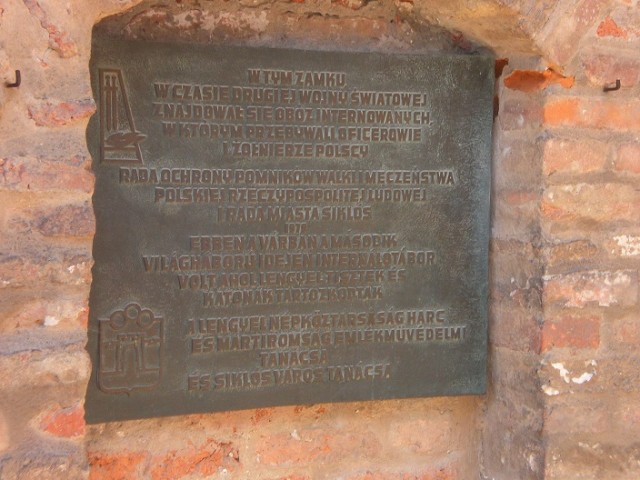 W TYM ZAMKU
W CZASIE DRUGIEJ WOJNY ŚWIATOWEJ
ZNAJDOWAŁ SIĘ OBÓZ INTERNOWANYCH,
W KTÓRYM PRZEBYWALI OFICEROWIE
I ŻOŁNIERZE POLSCY
RADA OCHRONY POMNIKÓW WALKI I MĘCZEŃSTWA
POLSKIEJ RZECZYPOSPOLITEJ LUDOWEJ
I RADA MIASTA SIKLÓS
EBBEN A VÁRBAN A MÁSODIK
VILÁGHÁBORÚ IDEJÉN INTERNÁLÓTÁBOR
VOLT, AHOL LENGYEL TISZTEK ÉS
KATONÁK TARTÓZKODTAK
A LENGYEL NÉPKÖZTÁRSASÁG HARC
ÉS MÁRTÍROMSÁG EMLÉKMŰVÉDELMI
TANÁCSA
ÉS SIKLÓS VÁROS TANÁCSA